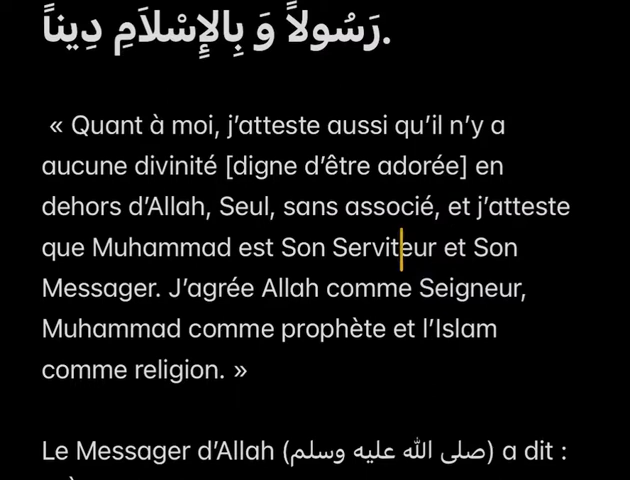 رَسُولاً وَ بِالإِسْلاَمِ دِيناً.
« Quant à moi, j’atteste aussi qu’il n’y a
aucune divinité [digne d’être adorée] en
dehors d’Allah, Seul, sans associé, et j’atteste
que Muhammad est Son Serviteur et Son
Messager. J’agrée Allah comme Seigneur,
Muhammad comme prophète et l’Islam
comme religion. »
Le Messager d’Allah (صلى الله عليه وسلم) a dit :